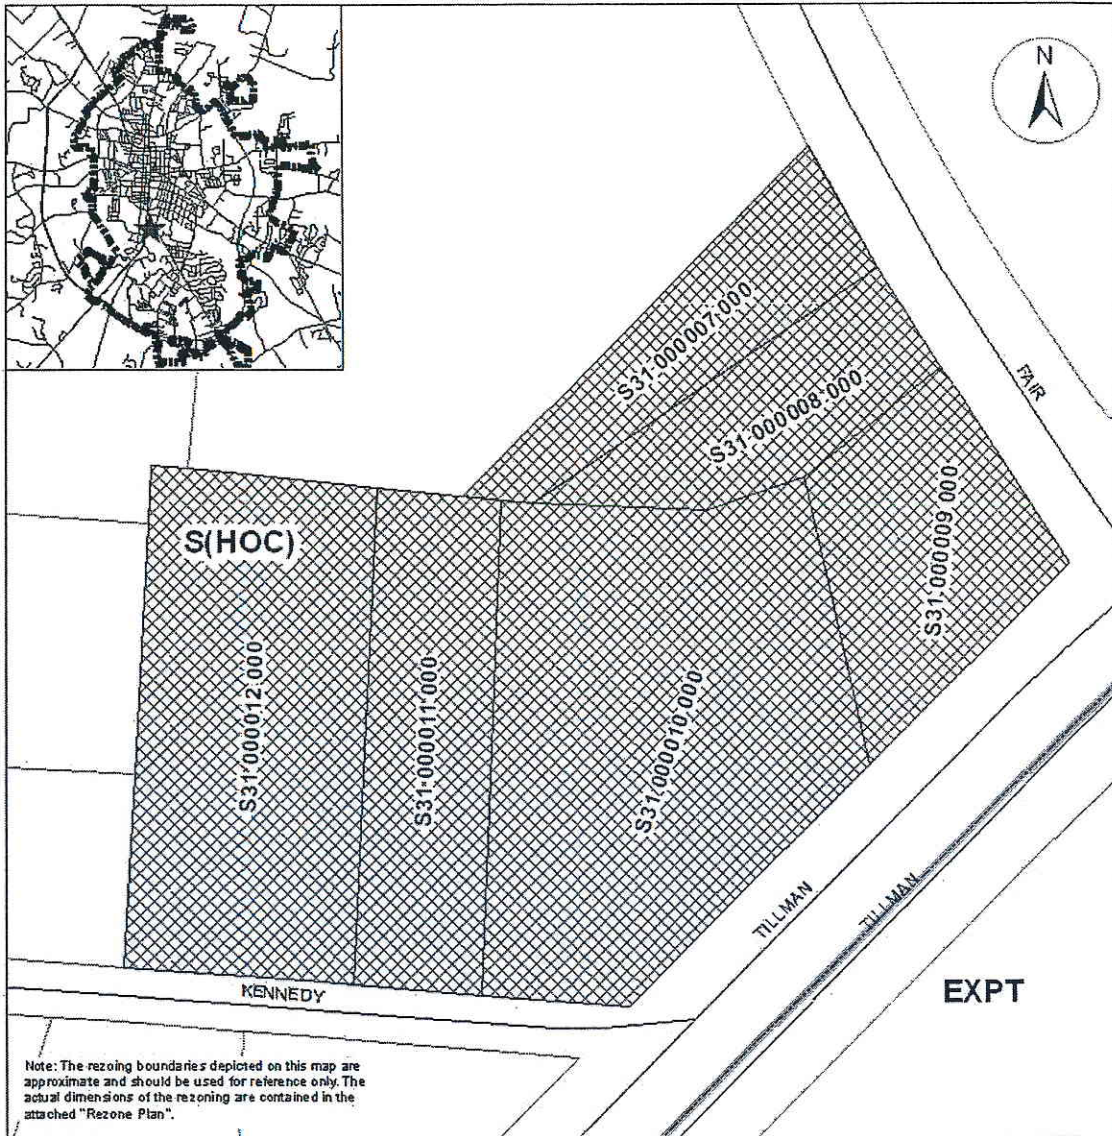 N
FAIR
S31 000007 000
S31 000008 000
S31 000009 000
S(HOC)
S31 000012 000
S31 000011 000
S31 000010 000
TILLMAN
TILLMAN
KENNEDY
EXPT
Note: The rezoing boundaries depicted on this map are
approximate and should be used for reference only. The
actual dimensions of the rezoning are contained in the
attached "Rezone Plan".